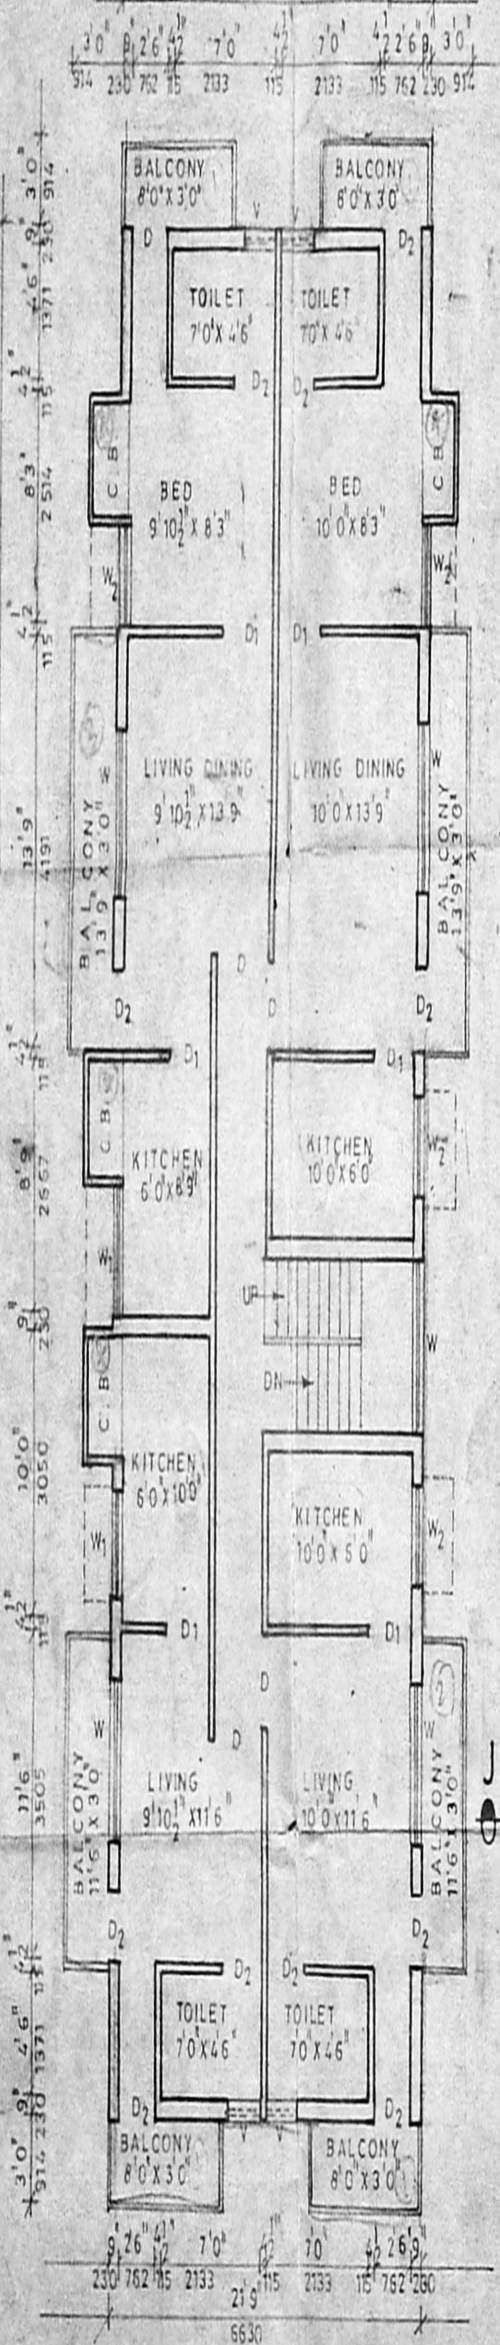 3'0" 9" 2'6" 4½" 7'0" 4½" 7'0" 4½" 2'6" 9" 3'0"
914 230 762 115 2133 115 2133 115 762 230 914
BALCONY
8'0"X3'0"
BALCONY
8'0"X3'0"
3'0"
914
9"
230
4'6"
1371
4½"
115
8'3"
2514
4½"
115
13'9"
4191
4½"
115
8'9"
2667
9"
230
10'0"
3050
4½"
115
11'6"
3505
4½"
115
4'6"
1371
9"
230
3'0"
914
V V
D
D2
TOILET
7'0"X4'6"
TOILET
7'0"X4'6"
D2 D2
C.B
C.B
BED
9'10½"X8'3"
BED
10'0"X8'3"
W2
W2
D1 D1
LIVING DINING
9'10½"X13'9"
LIVING DINING
10'0"X13'9"
W
W
BALCONY
13'9"X3'0"
BALCONY
13'9"X3'0"
D
D
D2
D2
D1
D1
C.B
KITCHEN
6'0"X8'9"
KITCHEN
10'0"X6'0"
W2
W1
UP
W
DN
C.B
KITCHEN
6'0"X10'0"
KITCHEN
10'0"X6'0"
W1
W2
D1
D1
D
D
W
W
LIVING
9'10½"X11'6"
LIVING
10'0"X11'6"
BALCONY
11'6"X3'0"
BALCONY
11'6"X3'0"
D2
D2
D2 D2
TOILET
7'0"X4'6"
TOILET
7'0"X4'6"
D2
D2
V V
BALCONY
8'0"X3'0"
BALCONY
8'0"X3'0"
9" 2'6" 4½" 7'0" 4½" 7'0" 4½" 2'6" 9"
230 762 115 2133 115 2133 115 762 230
21'9"
6630